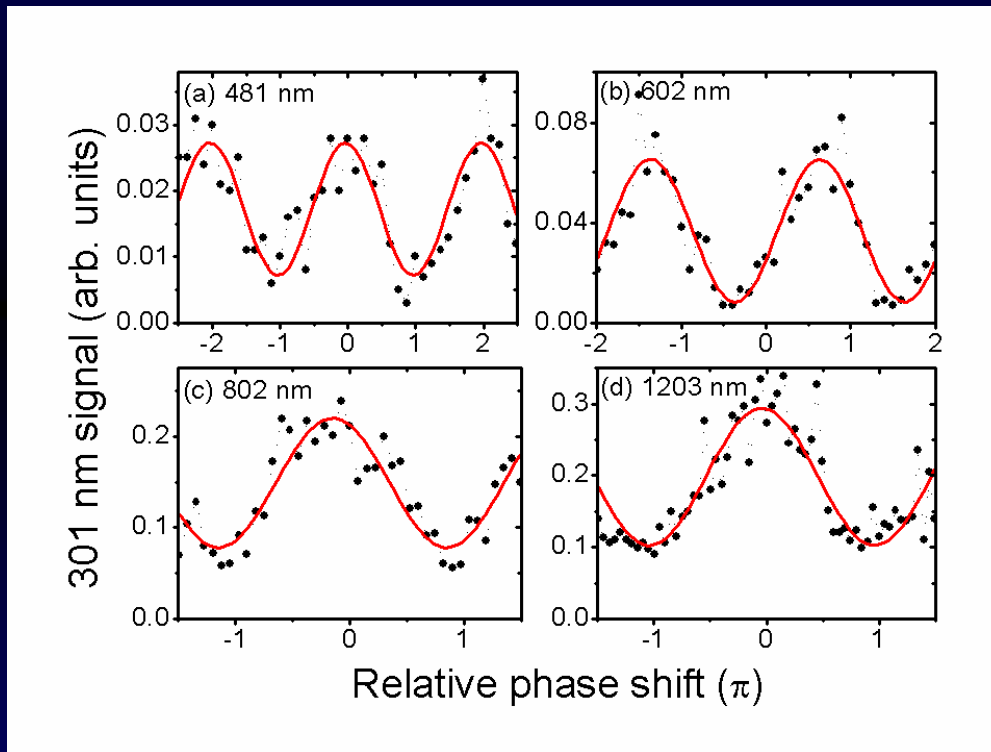 301 nm signal (arb. units)
(a) 481 nm
0.03
0.02
0.01
0.00
-2 -1 0 1 2
(b) 602 nm
0.08
0.04
0.00
-2 -1 0 1 2
(c) 802 nm
0.2
0.1
0.0
-1 0 1
(d) 1203 nm
0.3
0.2
0.1
0.0
-1 0 1
Relative phase shift (π)